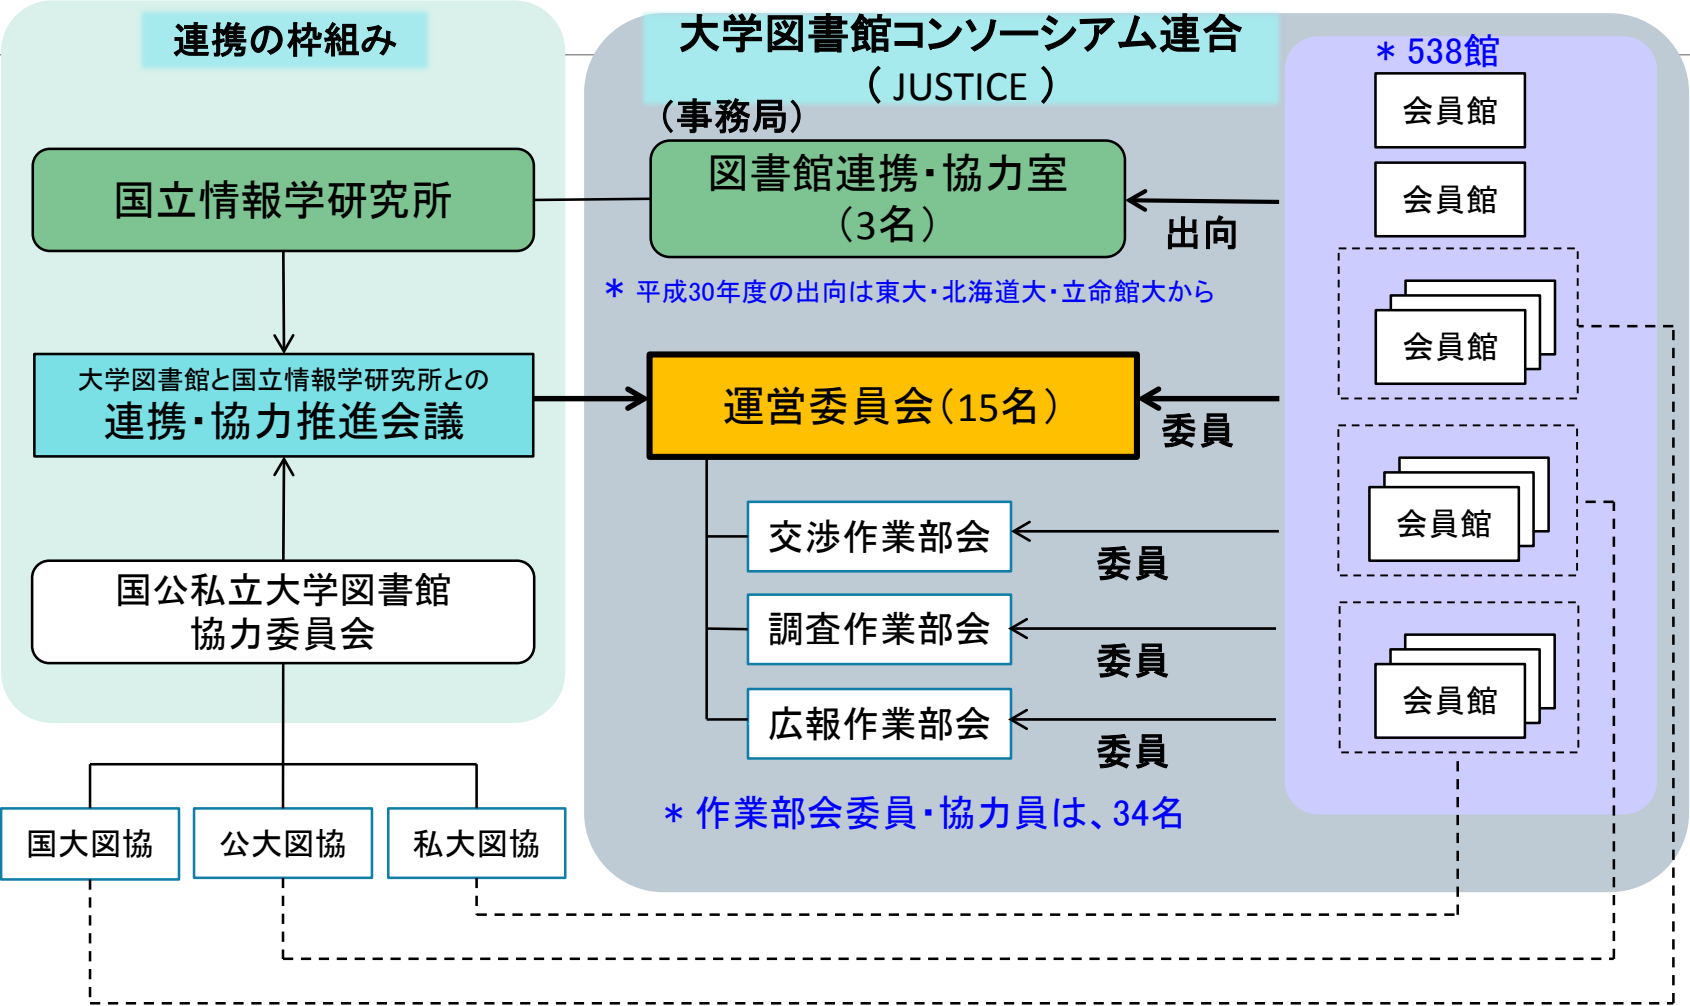 連携の枠組み
国立情報学研究所
大学図書館と国立情報学研究所との
連携・協力推進会議
国公私立大学図書館
協力委員会
国大図協
公大図協
私大図協
大学図書館コンソーシアム連合
（ JUSTICE ）
（事務局）
図書館連携・協力室
（3名）
出向
＊ 平成30年度の出向は東大・北海道大・立命館大から
運営委員会（15名）
委員
交渉作業部会
委員
調査作業部会
委員
広報作業部会
委員
＊ 作業部会委員・協力員は、34名
＊ 538館
会員館
会員館
会員館
会員館
会員館